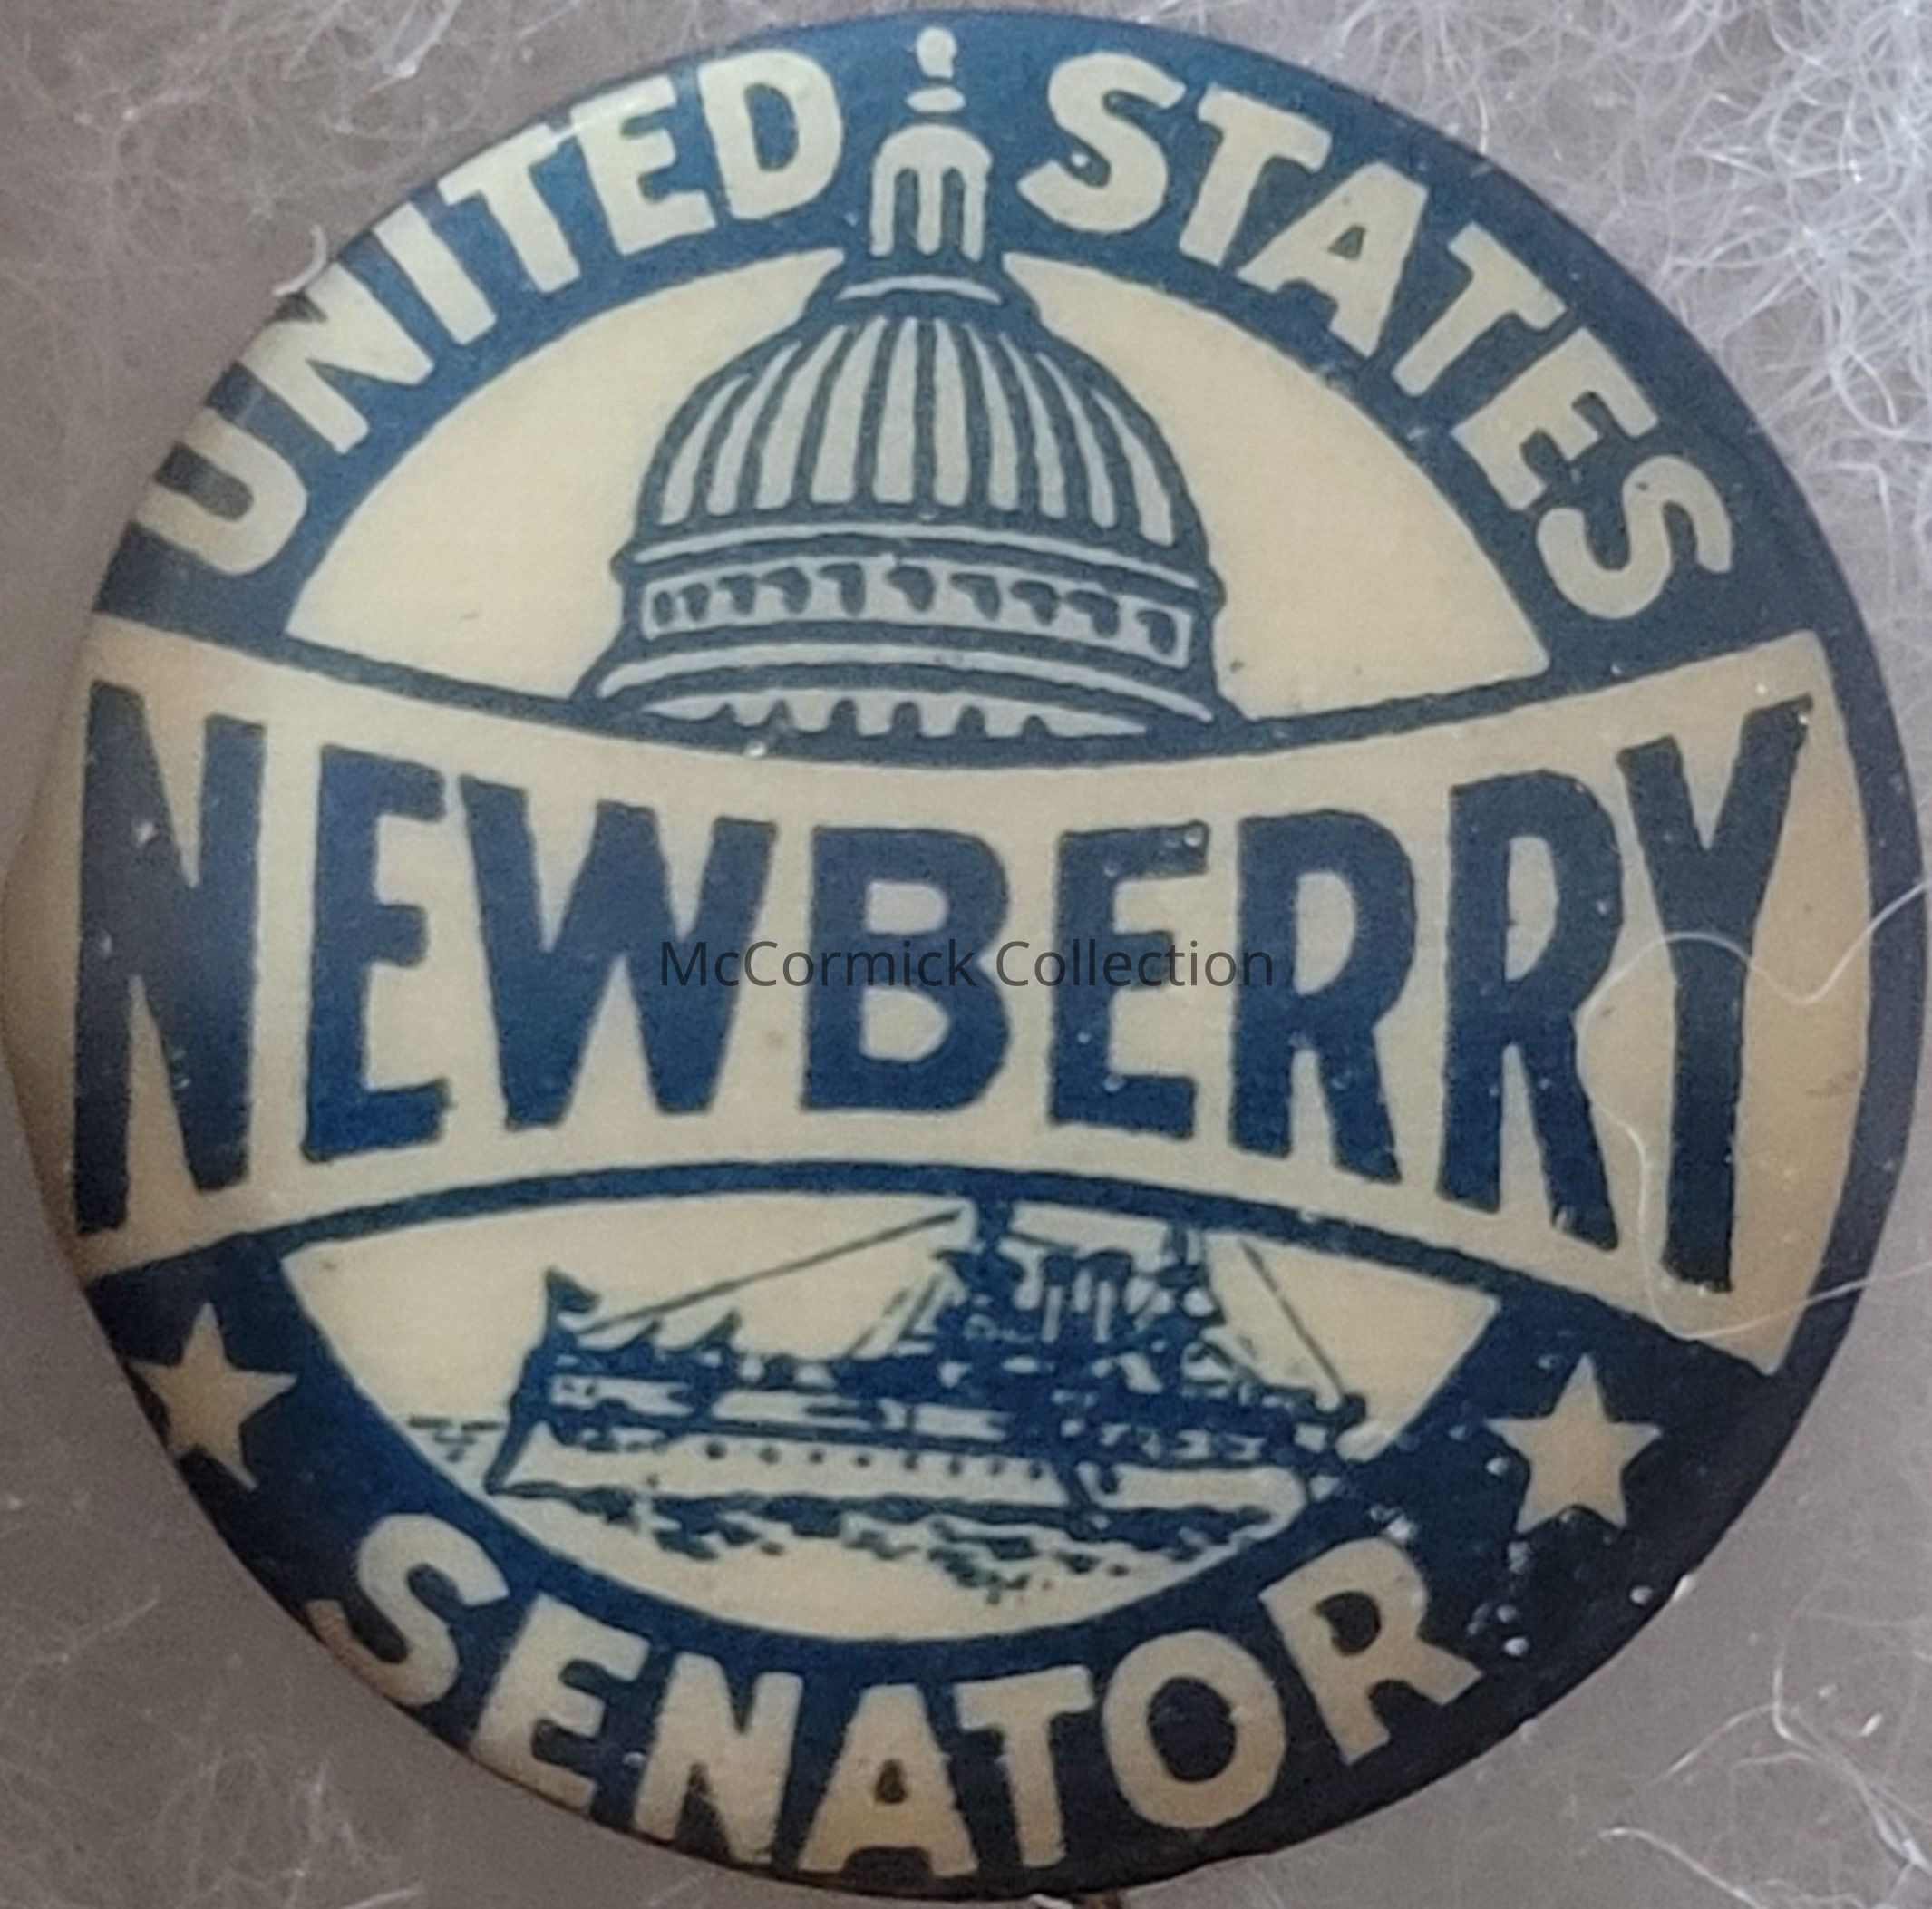 UNITED STATES
NEWBERRY
McCormick Collection
SENATOR